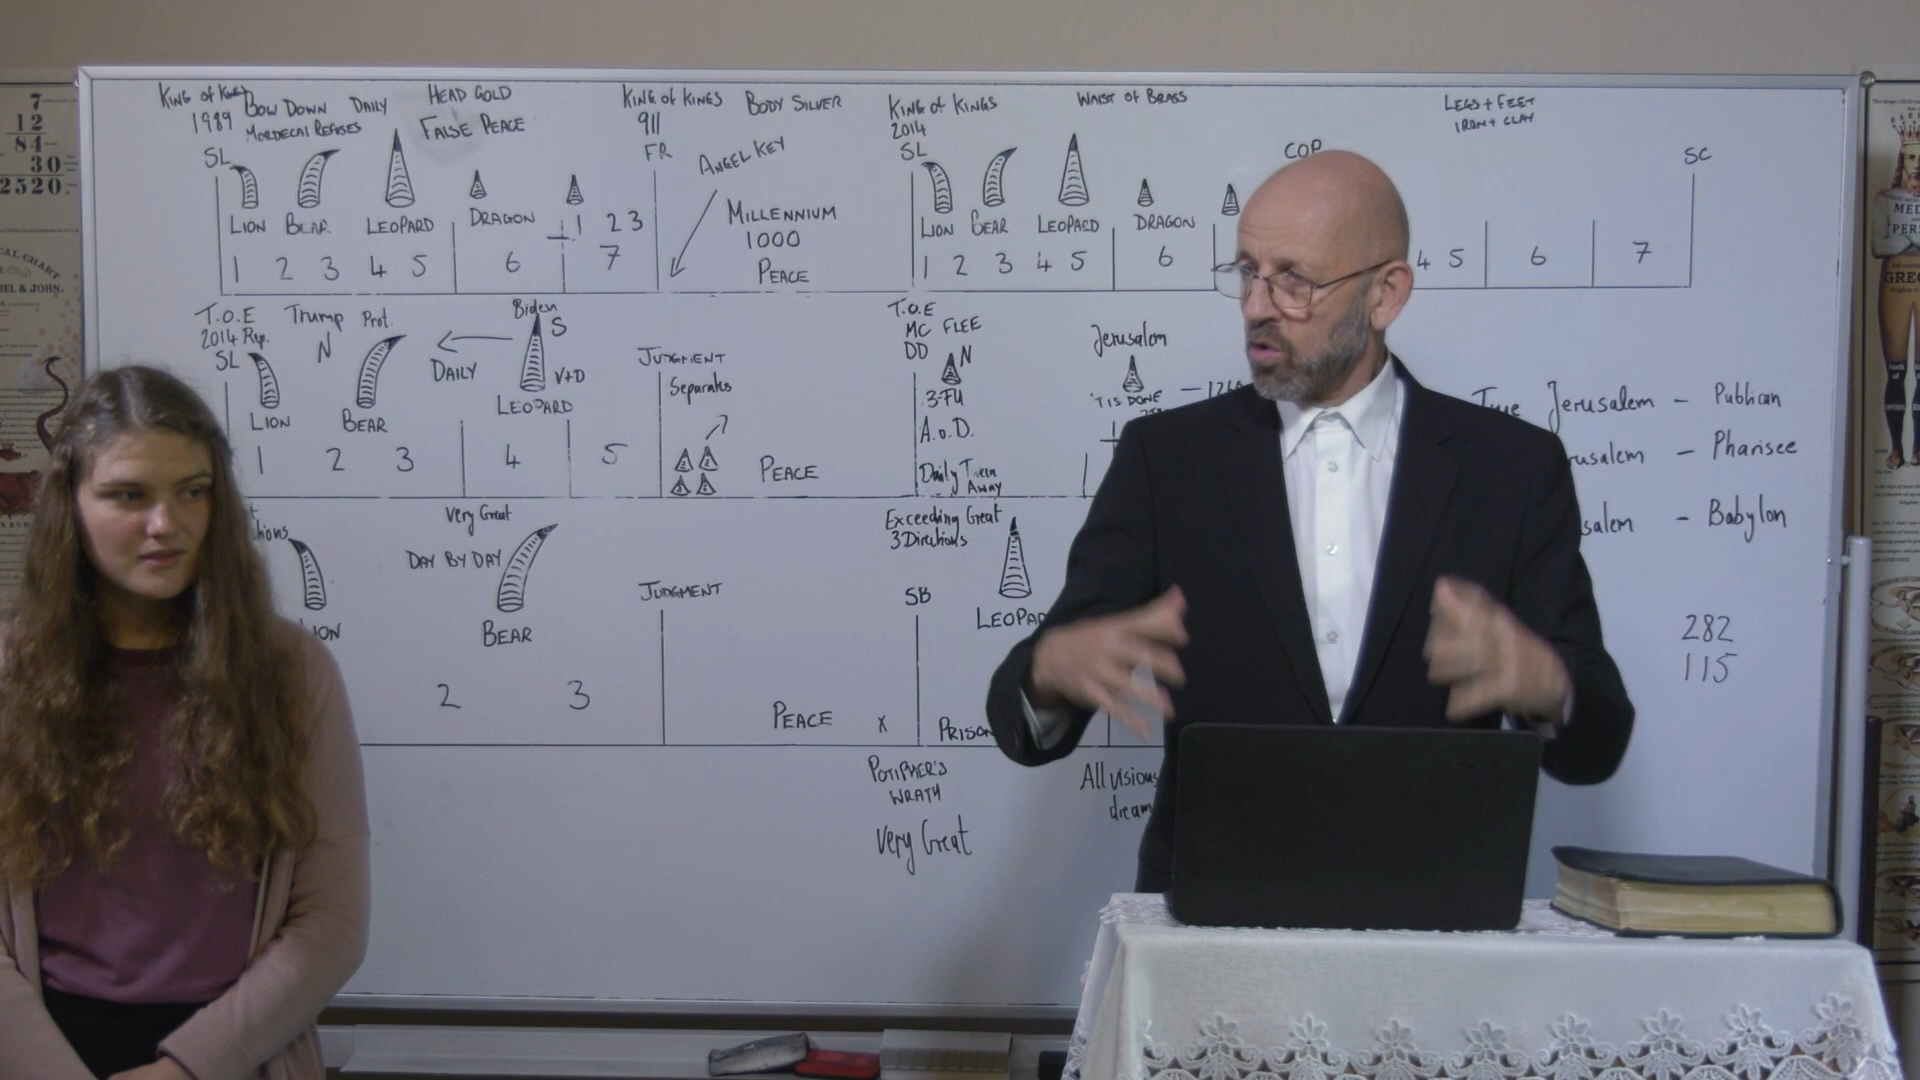 King of Kings
1989
SL
Bow Down
Mordecai Refuses
Daily
Head Gold
False Peace
King of Kings
911
FR
Body Silver
Angel Key
King of Kings
2014
SL
Waist of Brass
COP
Legs + Feet
Iron + Clay
SC
Lion Bear Leopard Dragon 1 2 3
1 2 3 4 5 6 7
Millennium
1000
Peace
Lion Bear Leopard Dragon
1 2 3 4 5 6
4 5 6 7
T.O.E
2014 Rep.
SL
Trump
N
Prot.
Daily
Biden
S
V+D
Lion Bear Leopard
1 2 3 4 5
Judgment
Separates
Peace
T.O.E
MC Flee
DD N
3-Fu
A.o.D.
Daily Taken
Away
Jerusalem
'Tis Done
True Jerusalem - Publican
- Pharisee
- Babylon
Very Great
Day by Day
Bear
2 3
Judgment
Peace x
Exceeding Great
3 Directions
SB
Prison
Potipher's
Wrath
Very Great
All visions
282
115
7
12
84
30
2520.